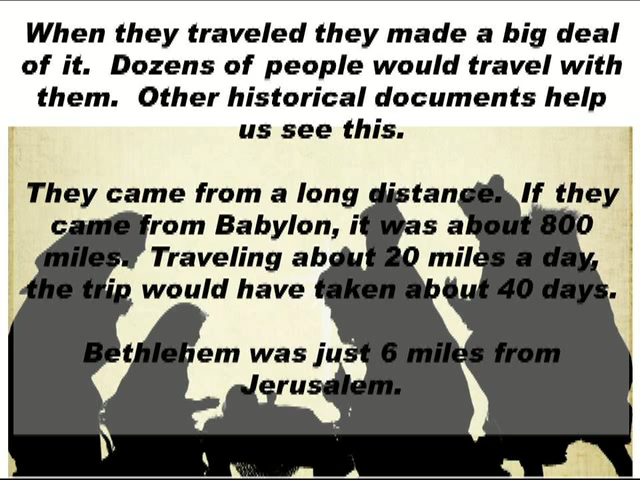 When they traveled they made a big deal
of it.  Dozens of people would travel with
them.  Other historical documents help
us see this.
They came from a long distance.  If they
came from Babylon, it was about 800
miles.  Traveling about 20 miles a day,
the trip would have taken about 40 days.
Bethlehem was just 6 miles from
Jerusalem.